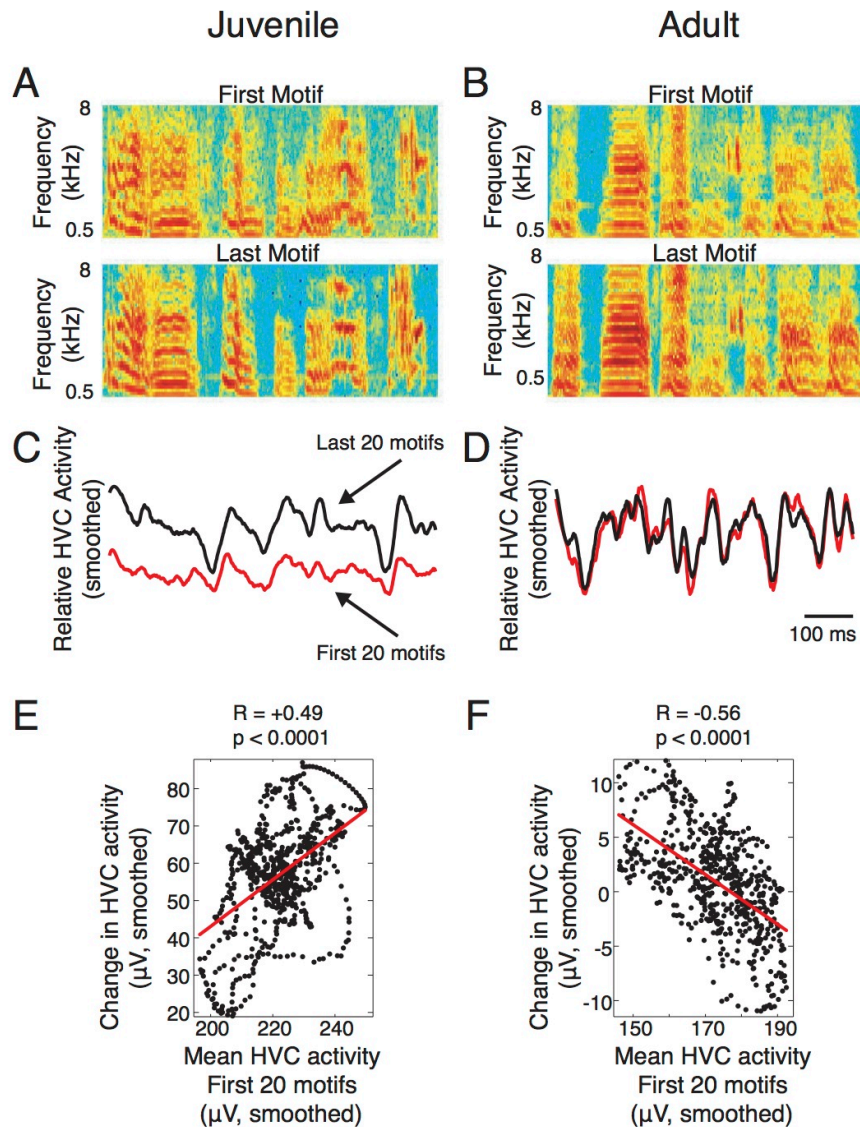 Juvenile
Adult
A
First Motif
8
Frequency
(kHz)
0.5
Last Motif
8
Frequency
(kHz)
0.5
B
First Motif
8
Frequency
(kHz)
0.5
Last Motif
8
Frequency
(kHz)
0.5
C
Relative HVC Activity
(smoothed)
Last 20 motifs
First 20 motifs
D
Relative HVC Activity
(smoothed)
100 ms
E
R = +0.49
p < 0.0001
Change in HVC activity
(µV, smoothed)
80
70
60
50
40
30
20
200
220
240
Mean HVC activity
First 20 motifs
(µV, smoothed)
F
R = -0.56
p < 0.0001
Change in HVC activity
(µV, smoothed)
10
5
0
-5
-10
150
170
190
Mean HVC activity
First 20 motifs
(µV, smoothed)